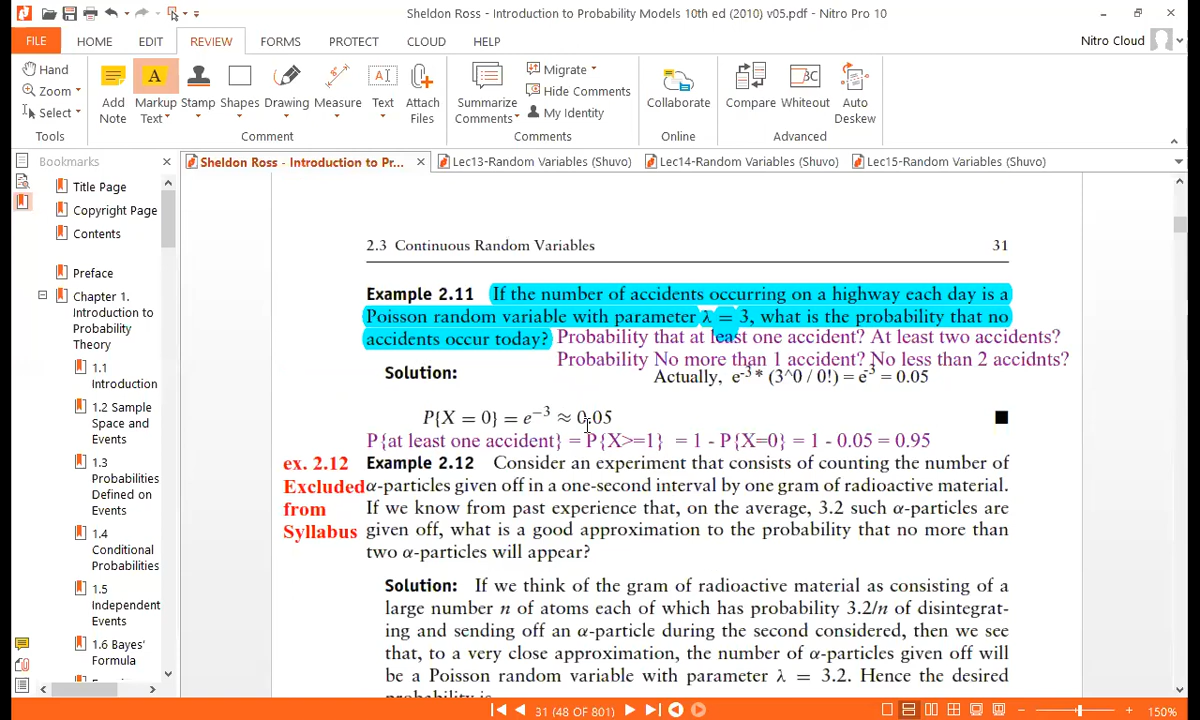 Sheldon Ross - Introduction to Probability Models 10th ed (2010) v05.pdf - Nitro Pro 10
FILE HOME EDIT REVIEW FORMS PROTECT CLOUD HELP
Nitro Cloud
Hand
Zoom
Select
Tools
Add Note
Markup Text
Stamp
Shapes
Drawing
Measure
Text
Attach Files
Comment
Summarize Comments
Migrate
Hide Comments
My Identity
Comments
Collaborate
Online
Compare
Whiteout
Auto Deskew
Advanced
Bookmarks
Sheldon Ross - Introduction to Pr...
Lec13-Random Variables (Shuvo)
Lec14-Random Variables (Shuvo)
Lec15-Random Variables (Shuvo)
Title Page
Copyright Page
Contents
Preface
Chapter 1.
Introduction to
Probability
Theory
1.1
Introduction
1.2 Sample
Space and
Events
1.3
Probabilities
Defined on
Events
1.4
Conditional
Probabilities
1.5
Independent
Events
1.6 Bayes'
Formula
2.3 Continuous Random Variables 31
Example 2.11 If the number of accidents occurring on a highway each day is a
Poisson random variable with parameter λ = 3, what is the probability that no
accidents occur today?
Probability that at least one accident? At least two accidents?
Probability No more than 1 accident? No less than 2 accidnts?
Solution:
Actually, e-3 * (3^0 / 0!) = e-3 = 0.05
P{X = 0} = e−3 ≈ 0.05
P{at least one accident} = P{X>=1} = 1 - P{X=0} = 1 - 0.05 = 0.95
ex. 2.12
Excluded
from
Syllabus
Example 2.12 Consider an experiment that consists of counting the number of
α-particles given off in a one-second interval by one gram of radioactive material.
If we know from past experience that, on the average, 3.2 such α-particles are
given off, what is a good approximation to the probability that no more than
two α-particles will appear?
Solution: If we think of the gram of radioactive material as consisting of a
large number n of atoms each of which has probability 3.2/n of disintegrat-
ing and sending off an α-particle during the second considered, then we see
that, to a very close approximation, the number of α-particles given off will
be a Poisson random variable with parameter λ = 3.2. Hence the desired
probability is
31 (48 OF 801)
150%